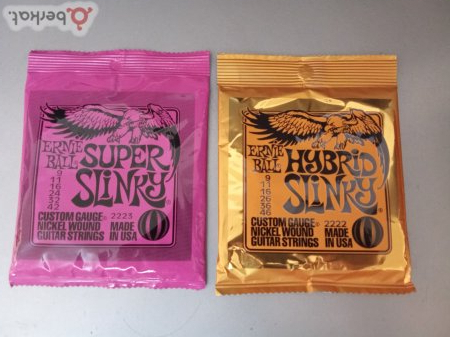 berkat.
ERNIE
BALL
SUPER
SLINKY
9
11
16
24
32
42
CUSTOM GAUGE
NICKEL WOUND
GUITAR STRINGS
2223
MADE
IN USA
ERNIE
BALL
HYBRID
SLINKY
9
11
16
26
36
46
CUSTOM GAUGE
NICKEL WOUND
GUITAR STRINGS
2222
MADE
IN USA